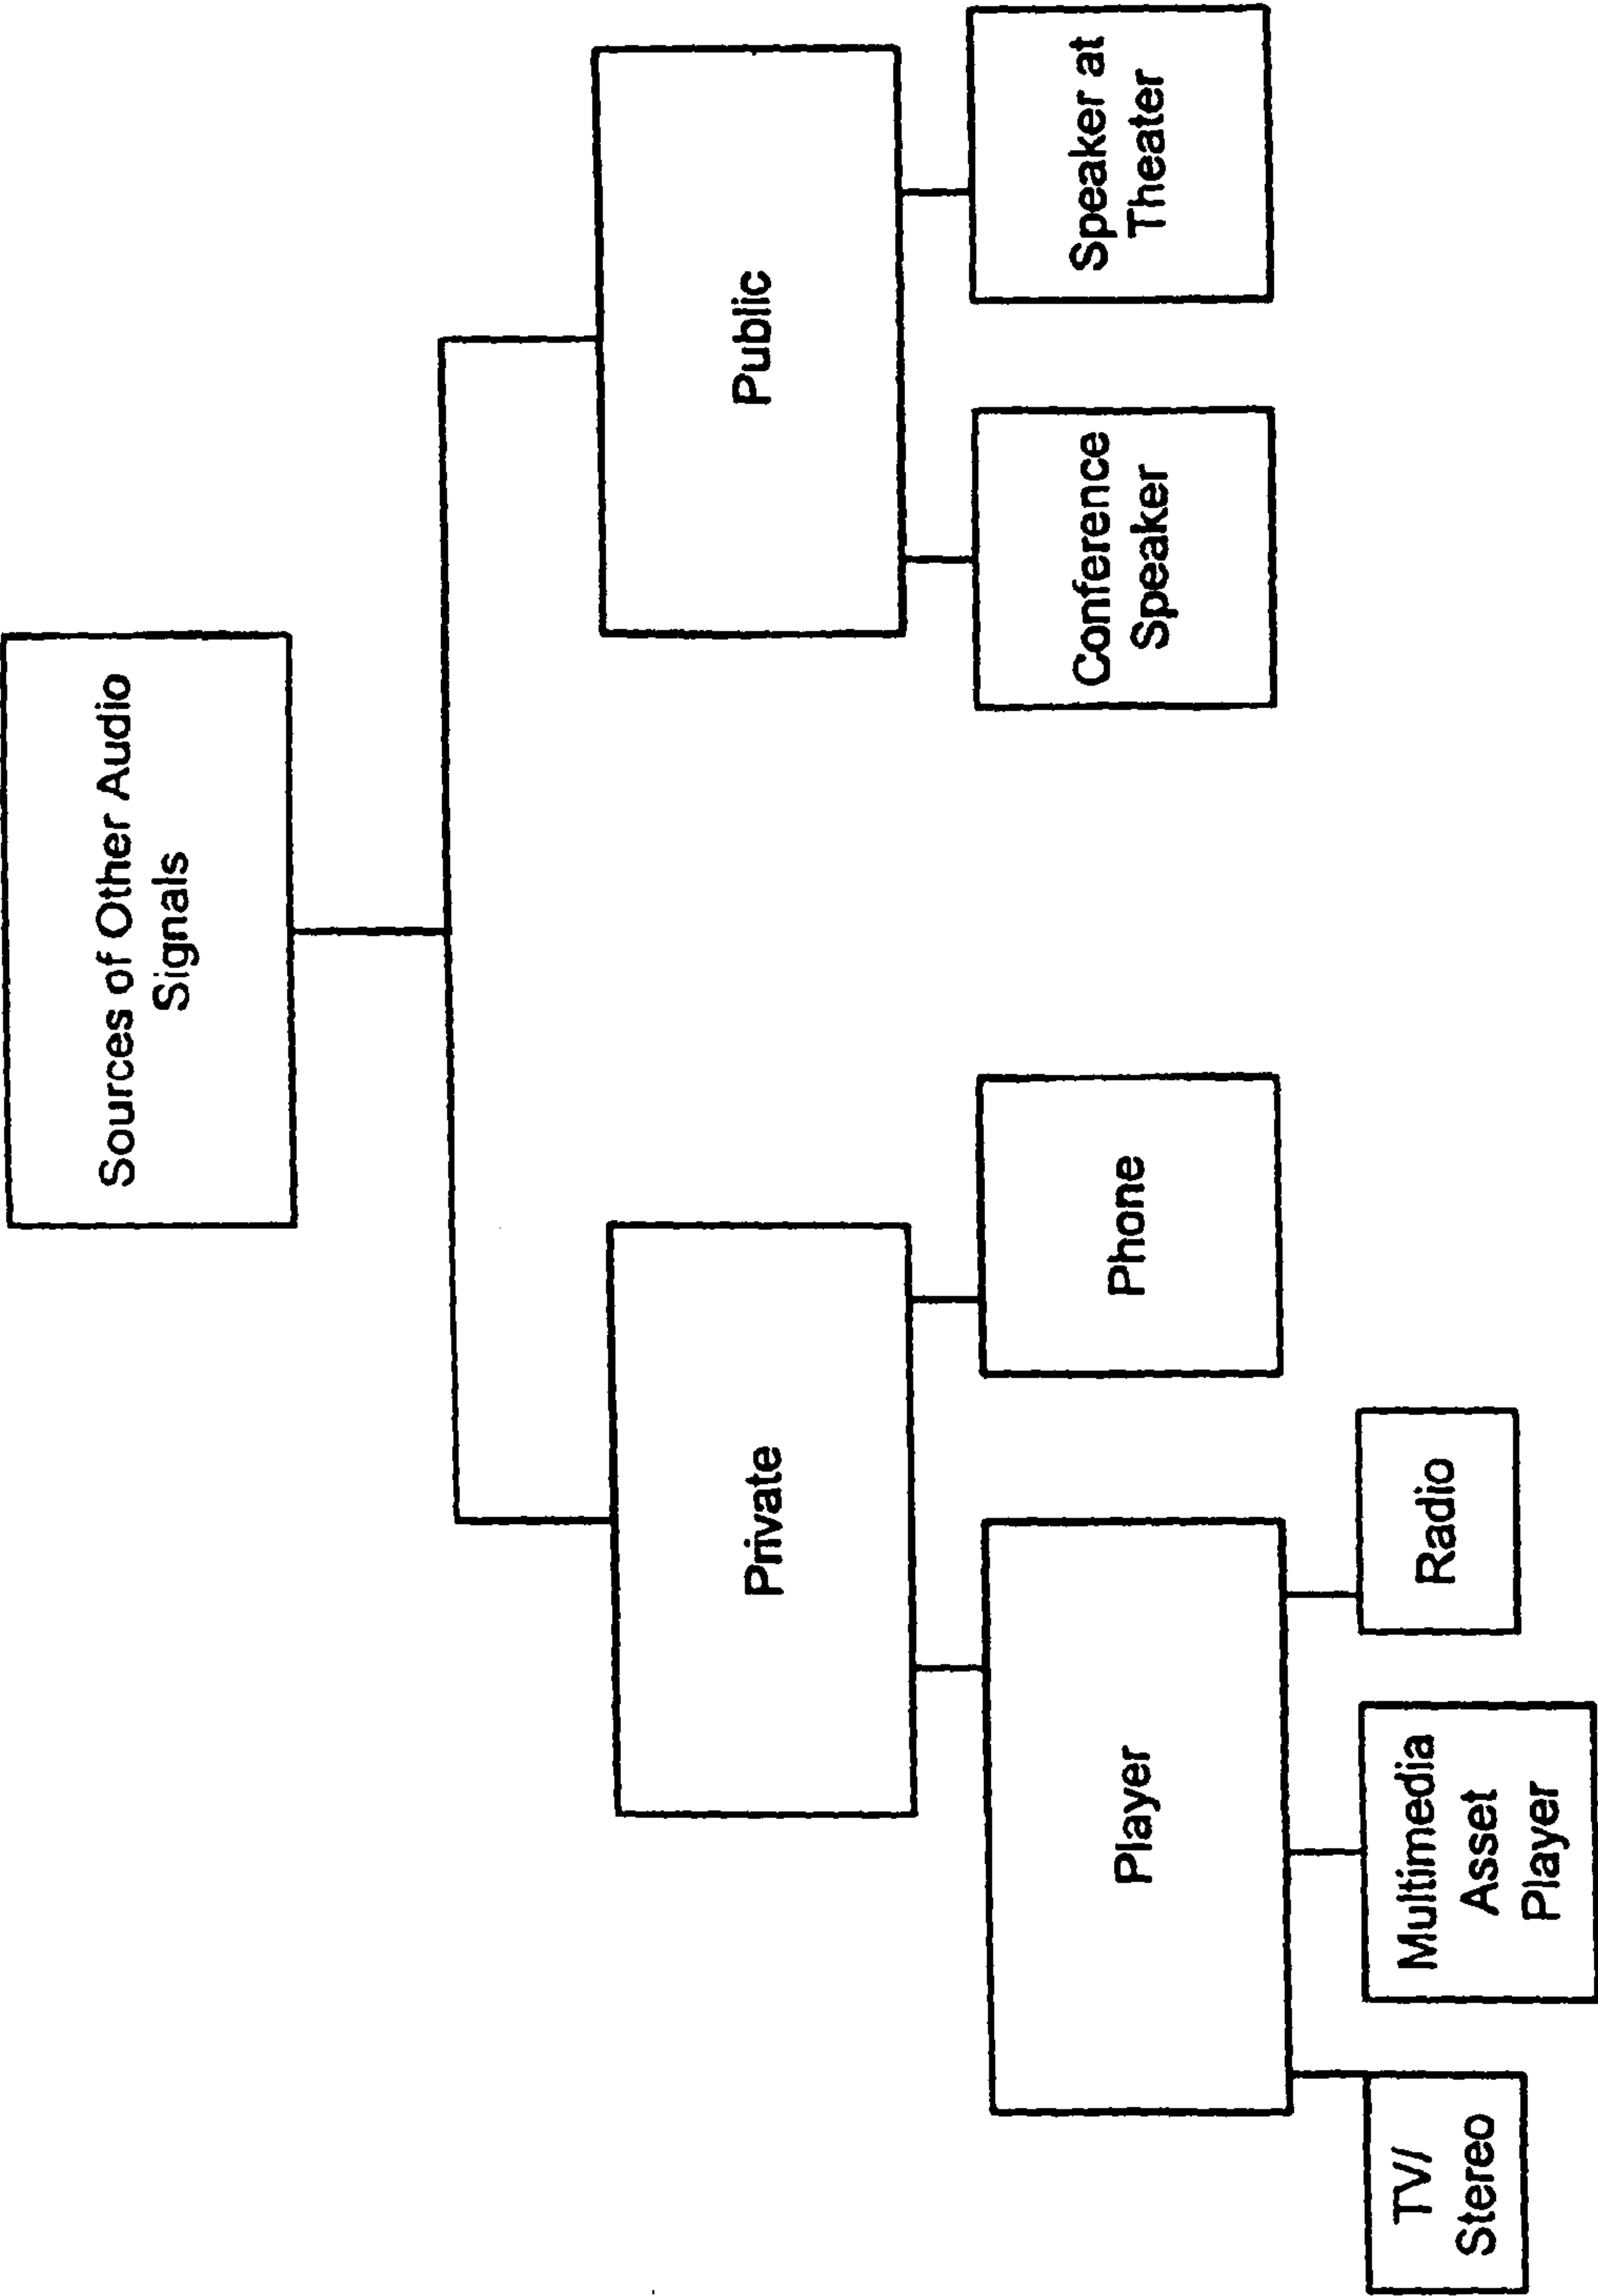 Sources of Other Audio
Signals
Private
Public
Player
Phone
Conference
Speaker
Speaker at
Theater
TV/
Stereo
Multimedia
Asset
Player
Radio